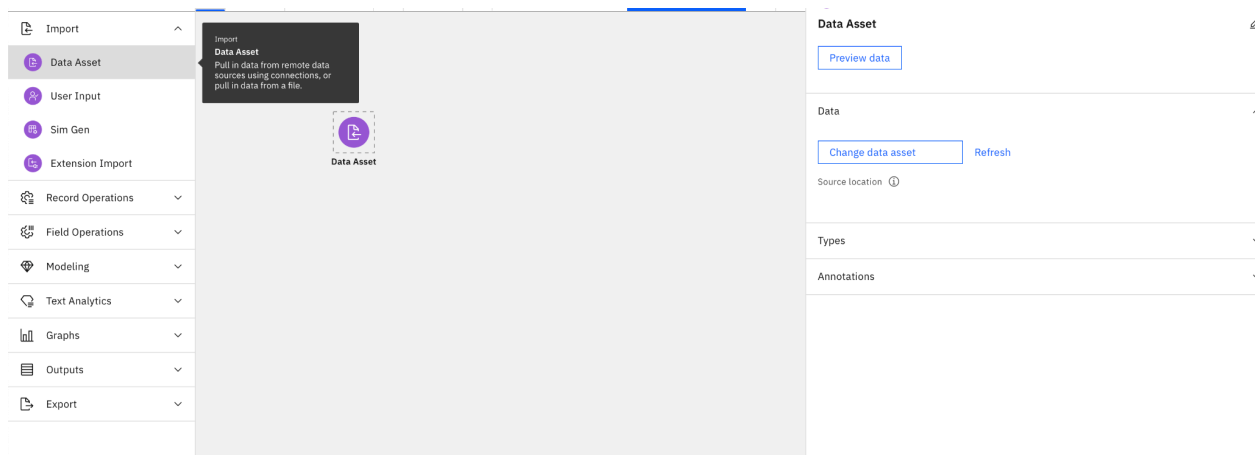 Import
Data Asset
User Input
Sim Gen
Extension Import
Record Operations
Field Operations
Modeling
Text Analytics
Graphs
Outputs
Export
Import
Data Asset
Pull in data from remote data
sources using connections, or
pull in data from a file.
Data Asset
Data Asset
Preview data
Data
Change data asset Refresh
Source location
Types
Annotations